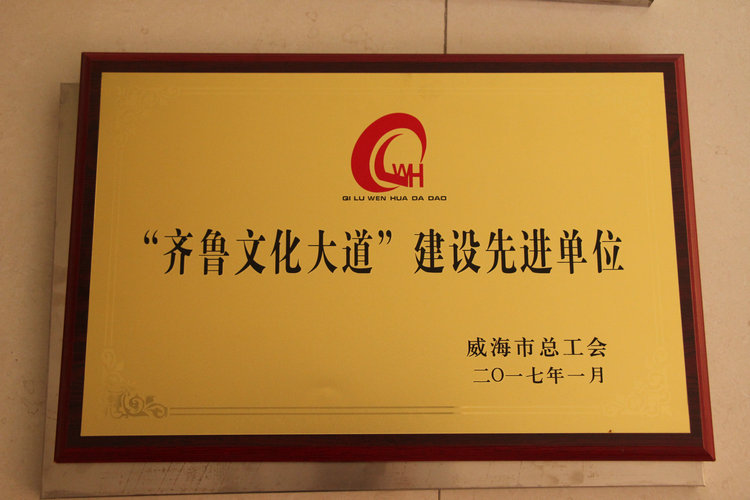 WH
QI LU WEN HUA DA DAO
“齐鲁文化大道”建设先进单位
威海市总工会
二〇一七年一月